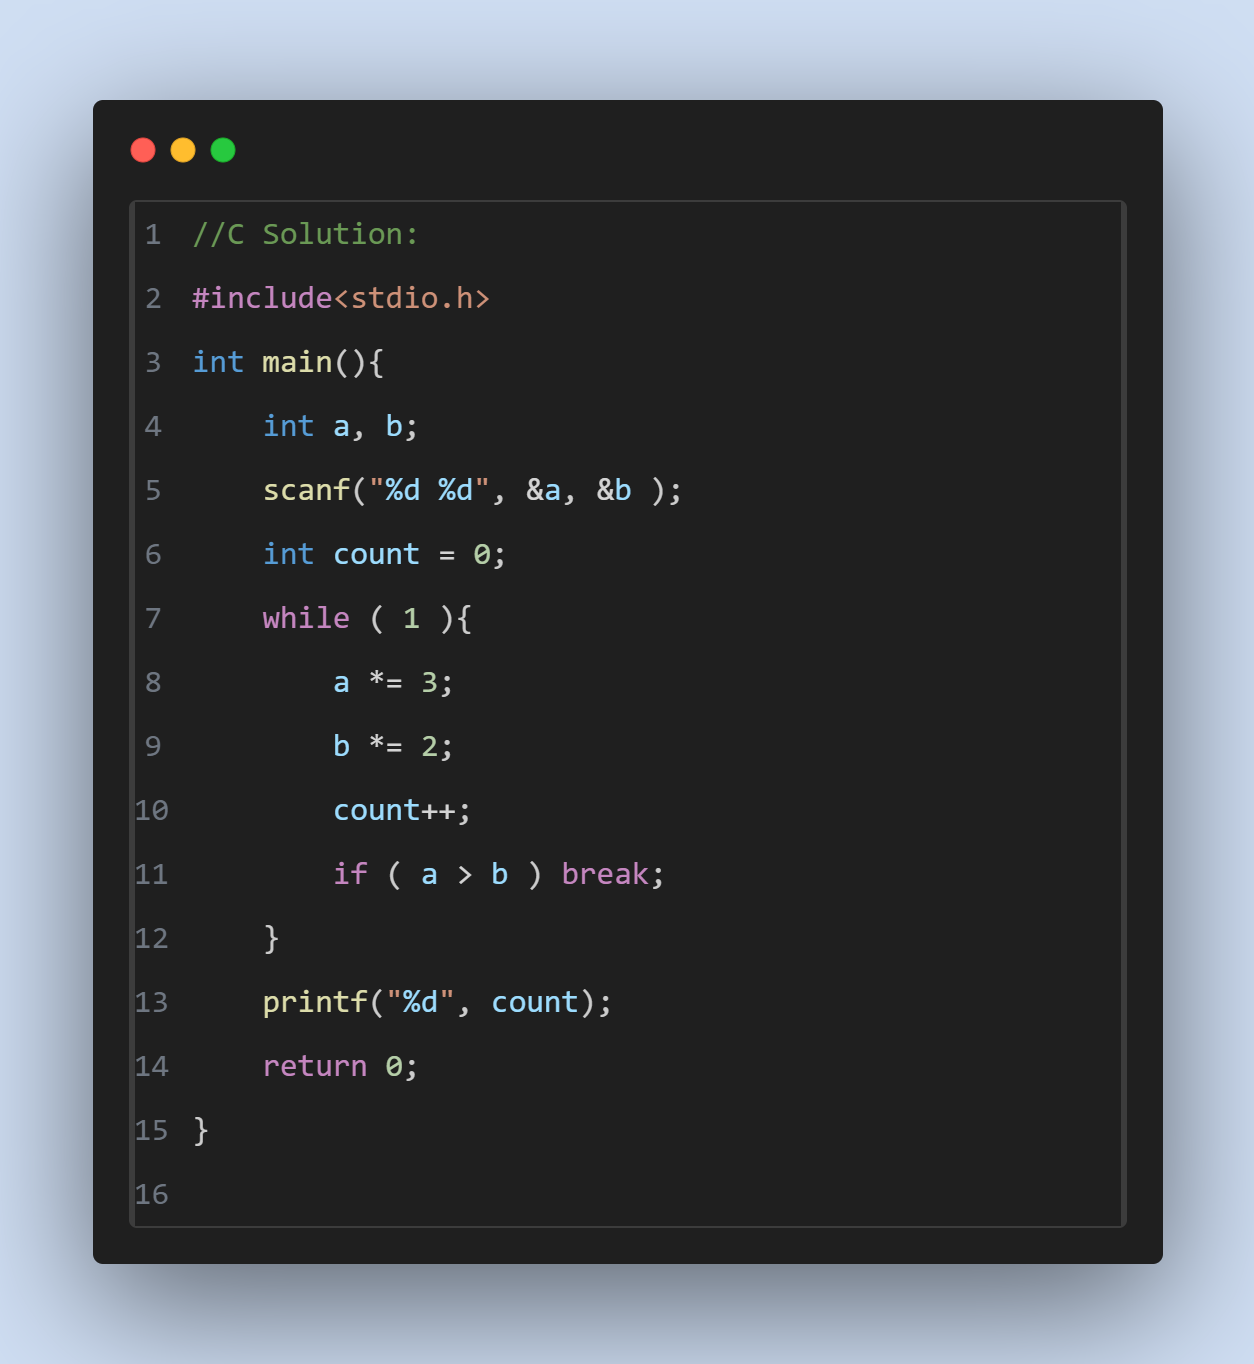 1 //C Solution:
2 #include<stdio.h>
3 int main(){
4     int a, b;
5     scanf("%d %d", &a, &b );
6     int count = 0;
7     while ( 1 ){
8         a *= 3;
9         b *= 2;
10         count++;
11         if ( a > b ) break;
12     }
13     printf("%d", count);
14     return 0;
15 }
16